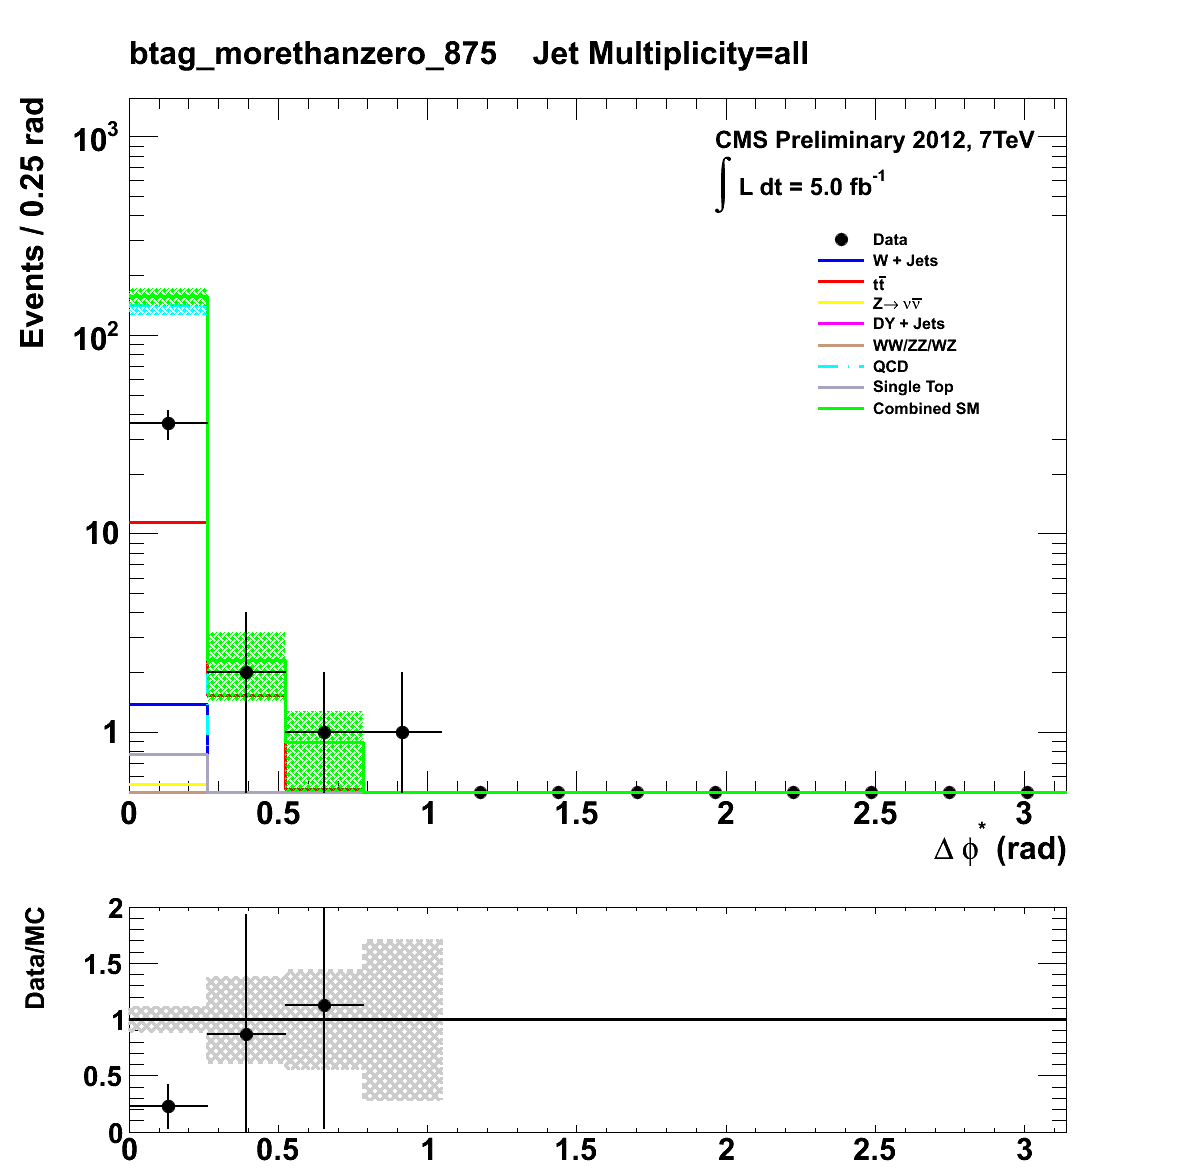 btag_morethanzero_875 Jet Multiplicity=all
Events / 0.25 rad
10³
10²
10
1
CMS Preliminary 2012, 7TeV
∫ L dt = 5.0 fb⁻¹
Data
W + Jets
tt̅
Z→ νν̅
DY + Jets
WW/ZZ/WZ
QCD
Single Top
Combined SM
0 0.5 1 1.5 2 2.5 3
Δ ϕ* (rad)
Data/MC
2
1.5
1
0.5
0
0 0.5 1 1.5 2 2.5 3